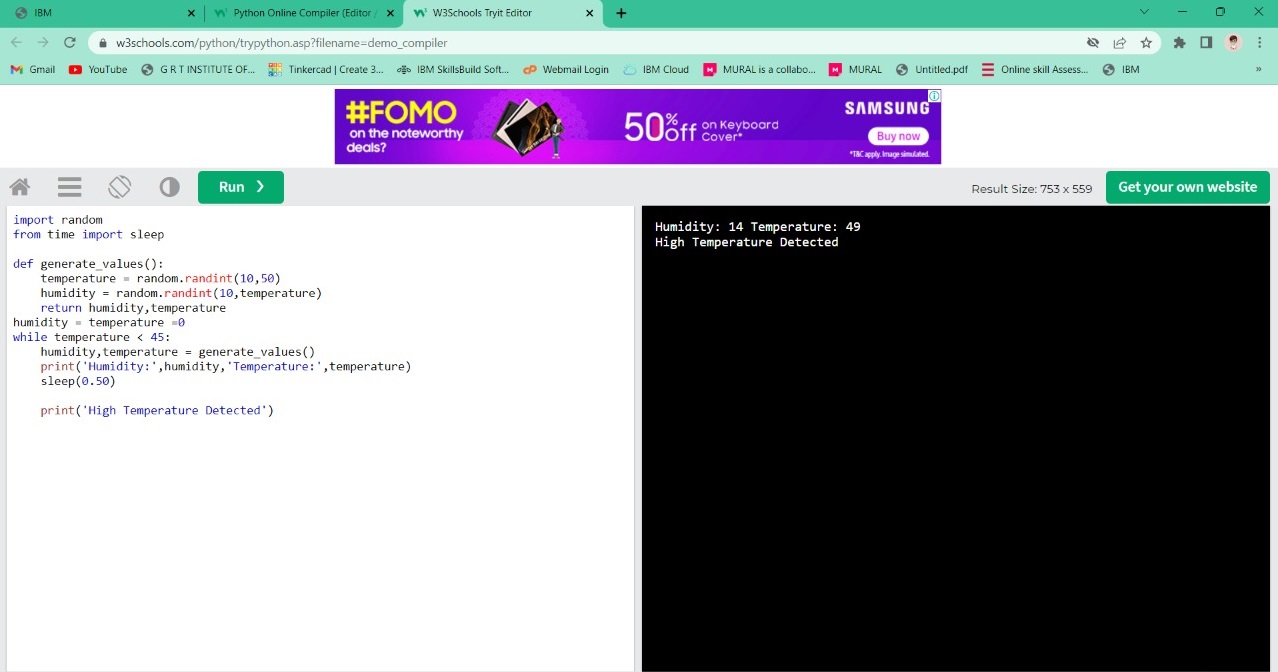 IBM
Python Online Compiler (Editor /
W3Schools Tryit Editor
w3schools.com/python/trypython.asp?filename=demo_compiler
Gmail
YouTube
G R T INSTITUTE OF...
Tinkercad | Create 3...
IBM SkillsBuild Soft...
Webmail Login
IBM Cloud
MURAL is a collabo...
MURAL
Untitled.pdf
Online skill Assess...
IBM
»
#FOMO
on the noteworthy
deals?
50% off on Keyboard
Cover*
SAMSUNG
Buy now
*T&C apply. Image simulated.
Run ❯
Result Size: 753 x 559
Get your own website
import random
from time import sleep
def generate_values():
    temperature = random.randint(10,50)
    humidity = random.randint(10,temperature)
    return humidity,temperature
humidity = temperature =0
while temperature < 45:
    humidity,temperature = generate_values()
    print('Humidity:',humidity,'Temperature:',temperature)
    sleep(0.50)
    print('High Temperature Detected')
Humidity: 14 Temperature: 49
High Temperature Detected